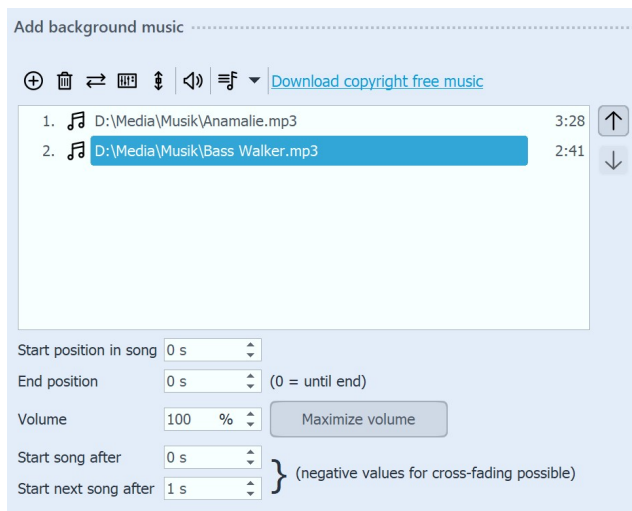 Add background music
Download copyright free music
1. D:\Media\Musik\Anamalie.mp3 3:28
2. D:\Media\Musik\Bass Walker.mp3 2:41
Start position in song 0 s
End position 0 s (0 = until end)
Volume 100 % Maximize volume
Start song after 0 s
(negative values for cross-fading possible)
Start next song after 1 s